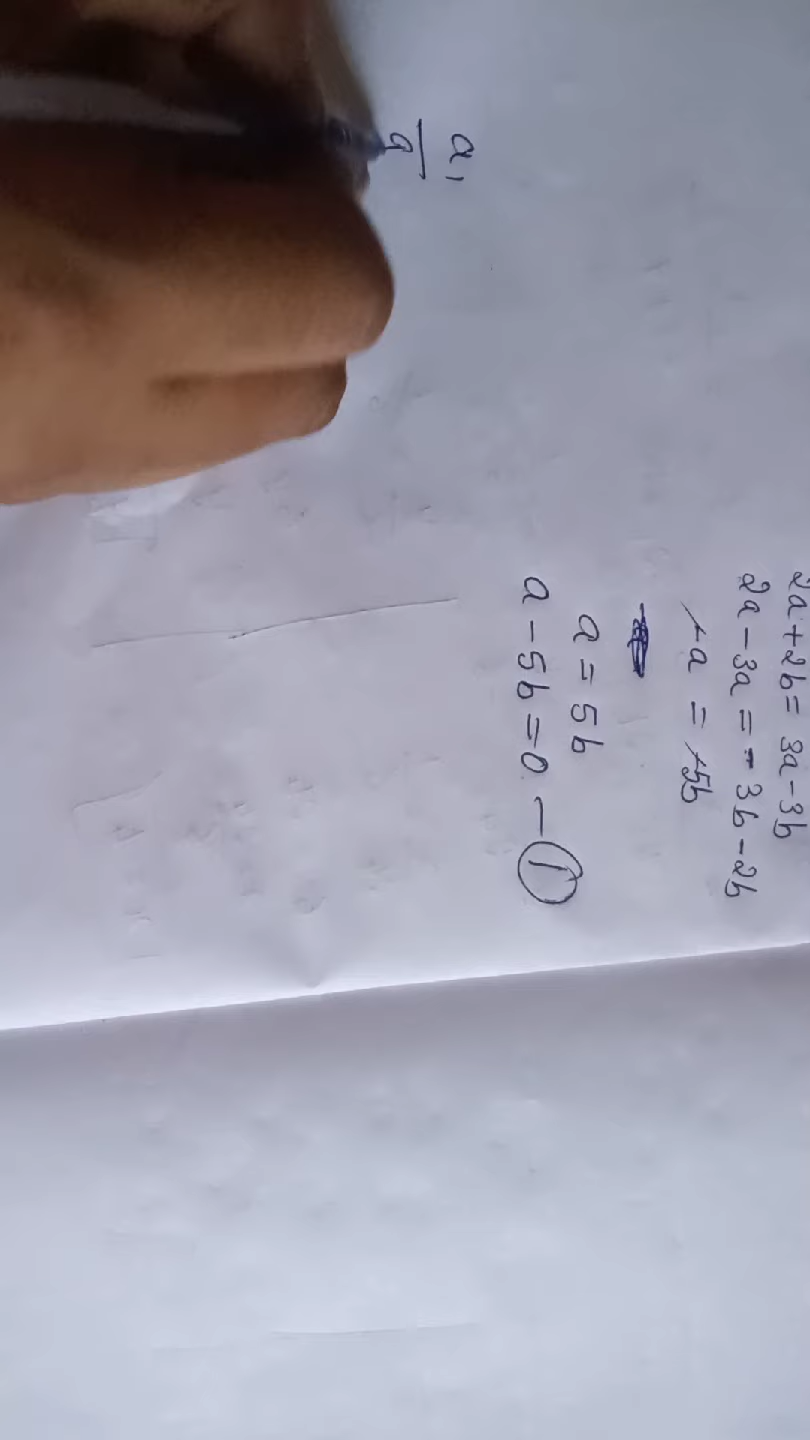 2a + 2b = 3a - 3b
2a - 3a = - 3b - 2b
-a = -5b
a = 5b
a - 5b = 0 — ①
a₁
a